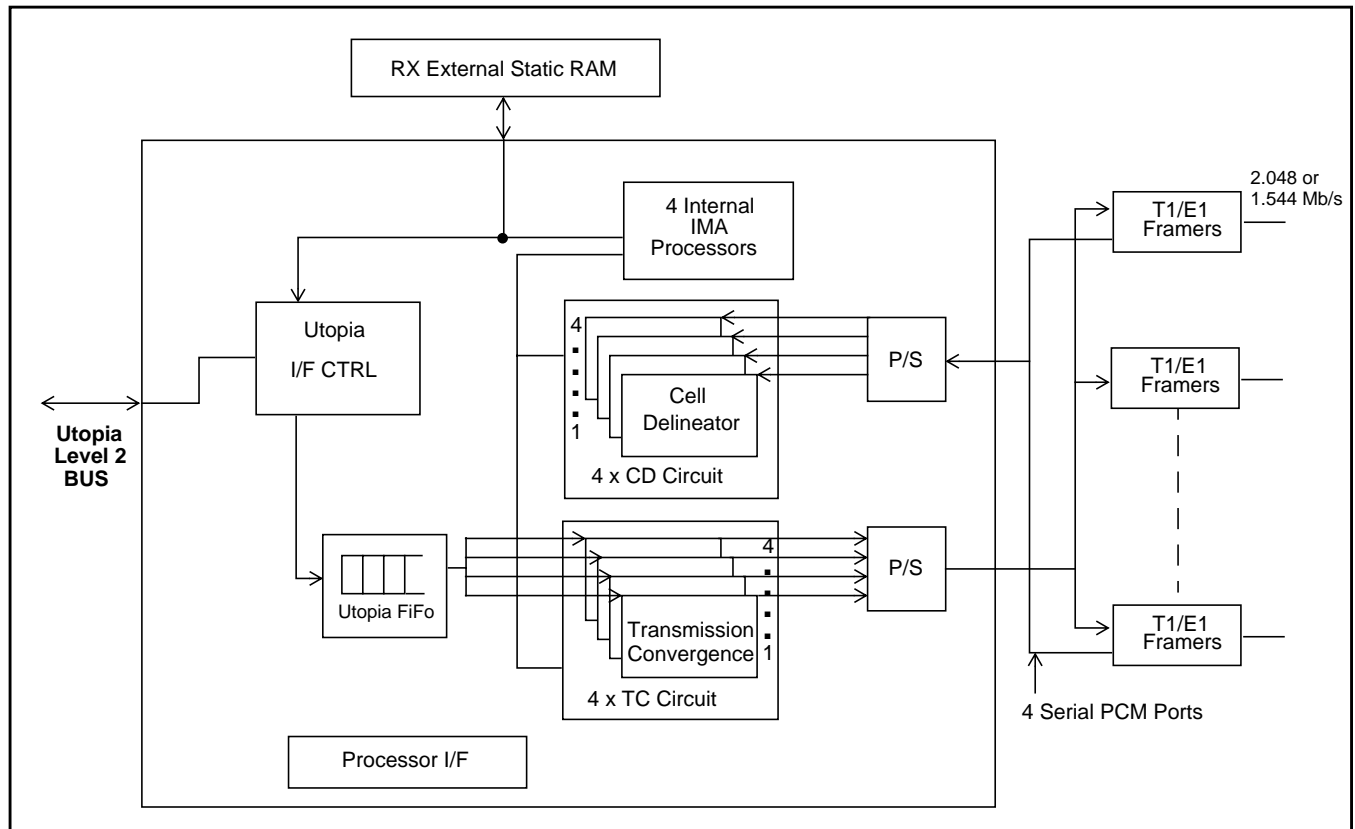 RX External Static RAM
4 Internal
IMA
Processors
2.048 or
1.544 Mb/s
T1/E1
Framers
Utopia
I/F CTRL
4
1
Cell
Delineator
4 x CD Circuit
P/S
T1/E1
Framers
Utopia
Level 2
BUS
Utopia FiFo
4
1
Transmission
Convergence
4 x TC Circuit
P/S
T1/E1
Framers
4 Serial PCM Ports
Processor I/F